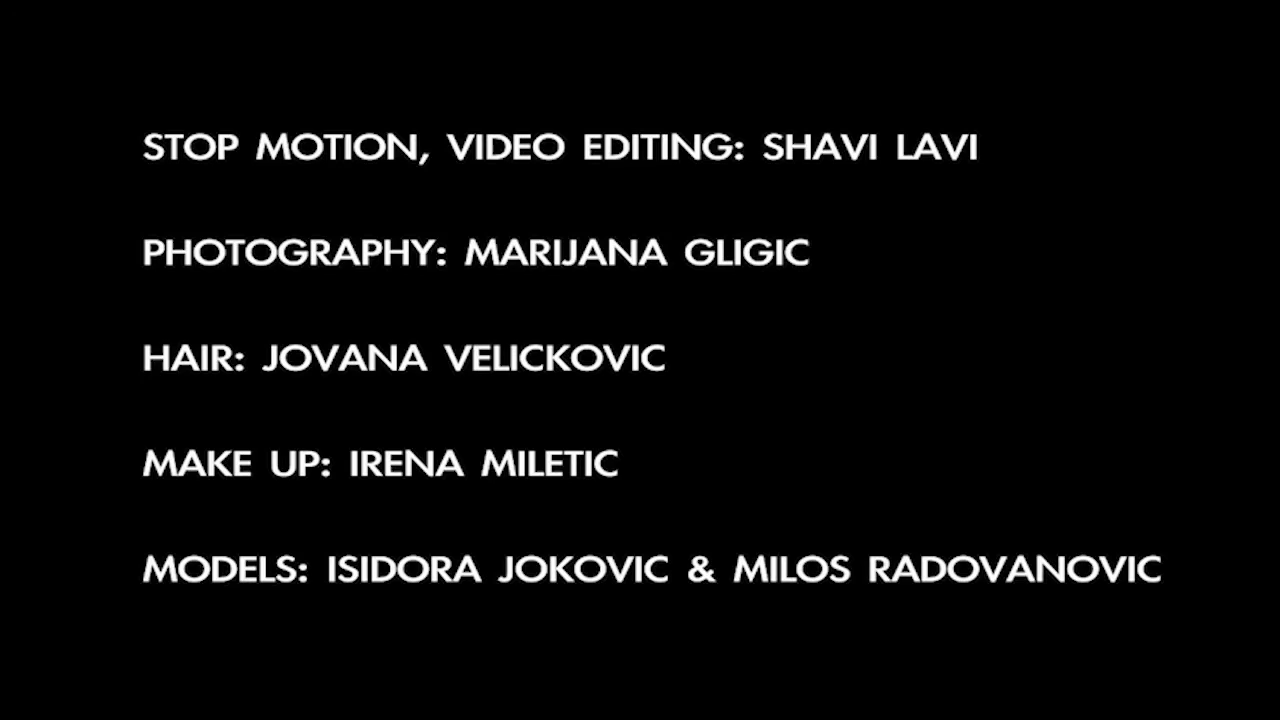 STOP MOTION, VIDEO EDITING: SHAVI LAVI
PHOTOGRAPHY: MARIJANA GLIGIC
HAIR: JOVANA VELICKOVIC
MAKE UP: IRENA MILETIC
MODELS: ISIDORA JOKOVIC & MILOS RADOVANOVIC